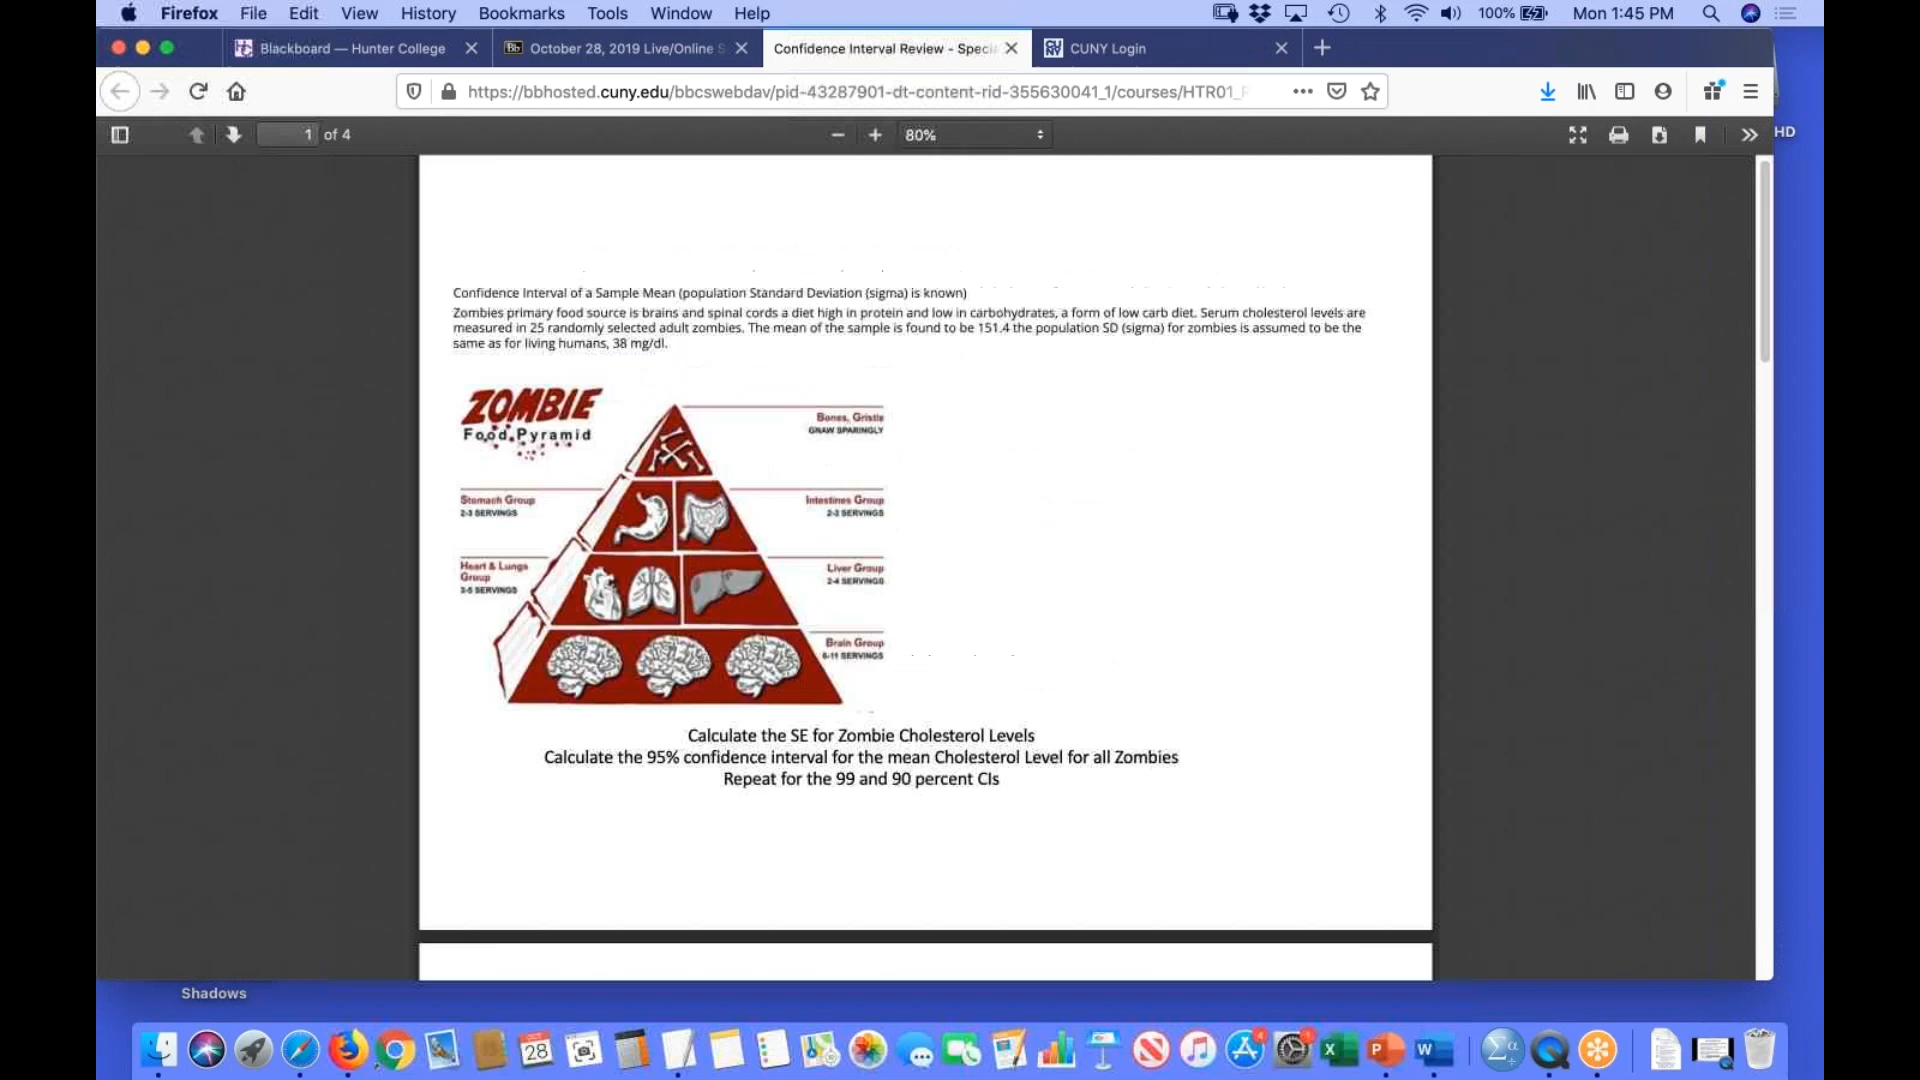 Firefox File Edit View History Bookmarks Tools Window Help 100% Mon 1:45 PM
Blackboard — Hunter College October 28, 2019 Live/Online S Confidence Interval Review - Speci CUNY Login
https://bbhosted.cuny.edu/bbcswebdav/pid-43287901-dt-content-rid-355630041_1/courses/HTR01_
1 of 4 80% HD
Confidence Interval of a Sample Mean (population Standard Deviation (sigma) is known)
Zombies primary food source is brains and spinal cords a diet high in protein and low in carbohydrates, a form of low carb diet. Serum cholesterol levels are
measured in 25 randomly selected adult zombies. The mean of the sample is found to be 151.4 the population SD (sigma) for zombies is assumed to be the
same as for living humans, 38 mg/dl.
ZOMBIE
Food Pyramid
Bones, Gristle
GNAW SPARINGLY
Stomach Group
2-3 SERVINGS
Intestines Group
2-3 SERVINGS
Heart & Lungs
Group
3-5 SERVINGS
Liver Group
2-4 SERVINGS
Brain Group
6-11 SERVINGS
Calculate the SE for Zombie Cholesterol Levels
Calculate the 95% confidence interval for the mean Cholesterol Level for all Zombies
Repeat for the 99 and 90 percent CIs
Shadows
OCT
28